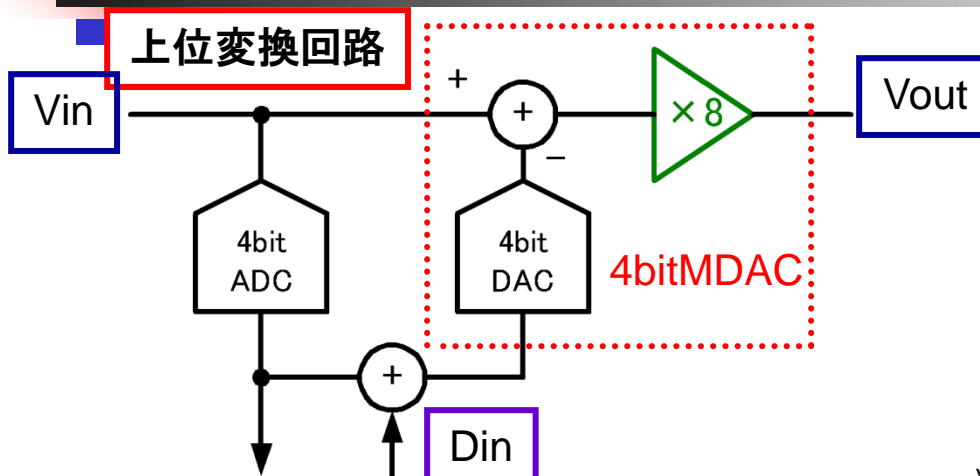 上位変換回路
Vin
+
+
−
×8
Vout
4bit
ADC
4bit
DAC
4bitMDAC
+
Din